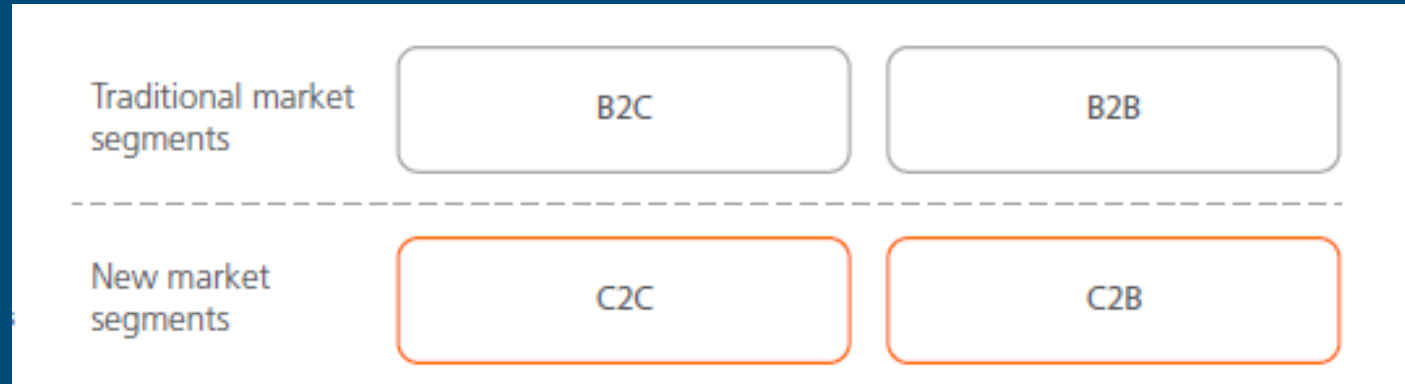 Traditional market
segments
B2C
B2B
New market
segments
C2C
C2B